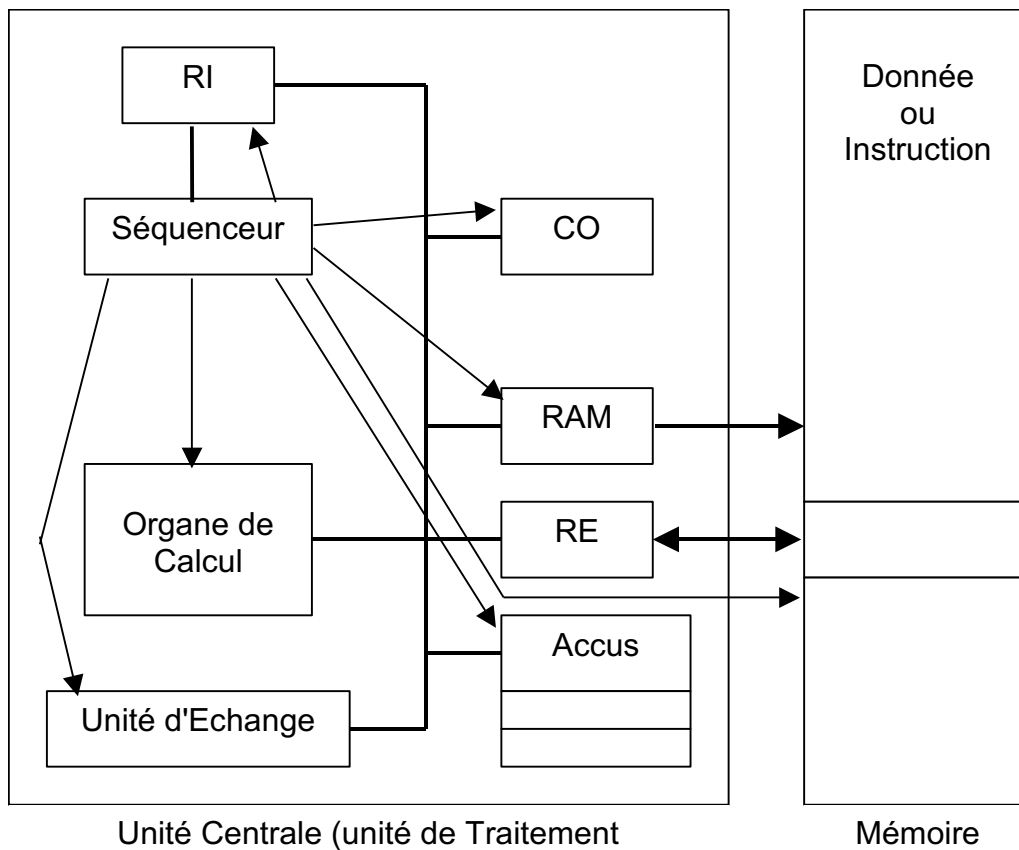 RI
Donnée
ou
Instruction
Séquenceur
CO
RAM
Organe de
Calcul
RE
Accus
Unité d'Echange
Unité Centrale (unité de Traitement
Mémoire